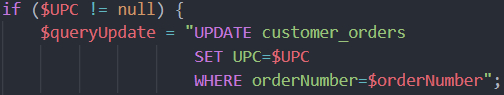 if ($UPC != null) {
$queryUpdate = "UPDATE customer_orders
SET UPC=$UPC
WHERE orderNumber=$orderNumber";